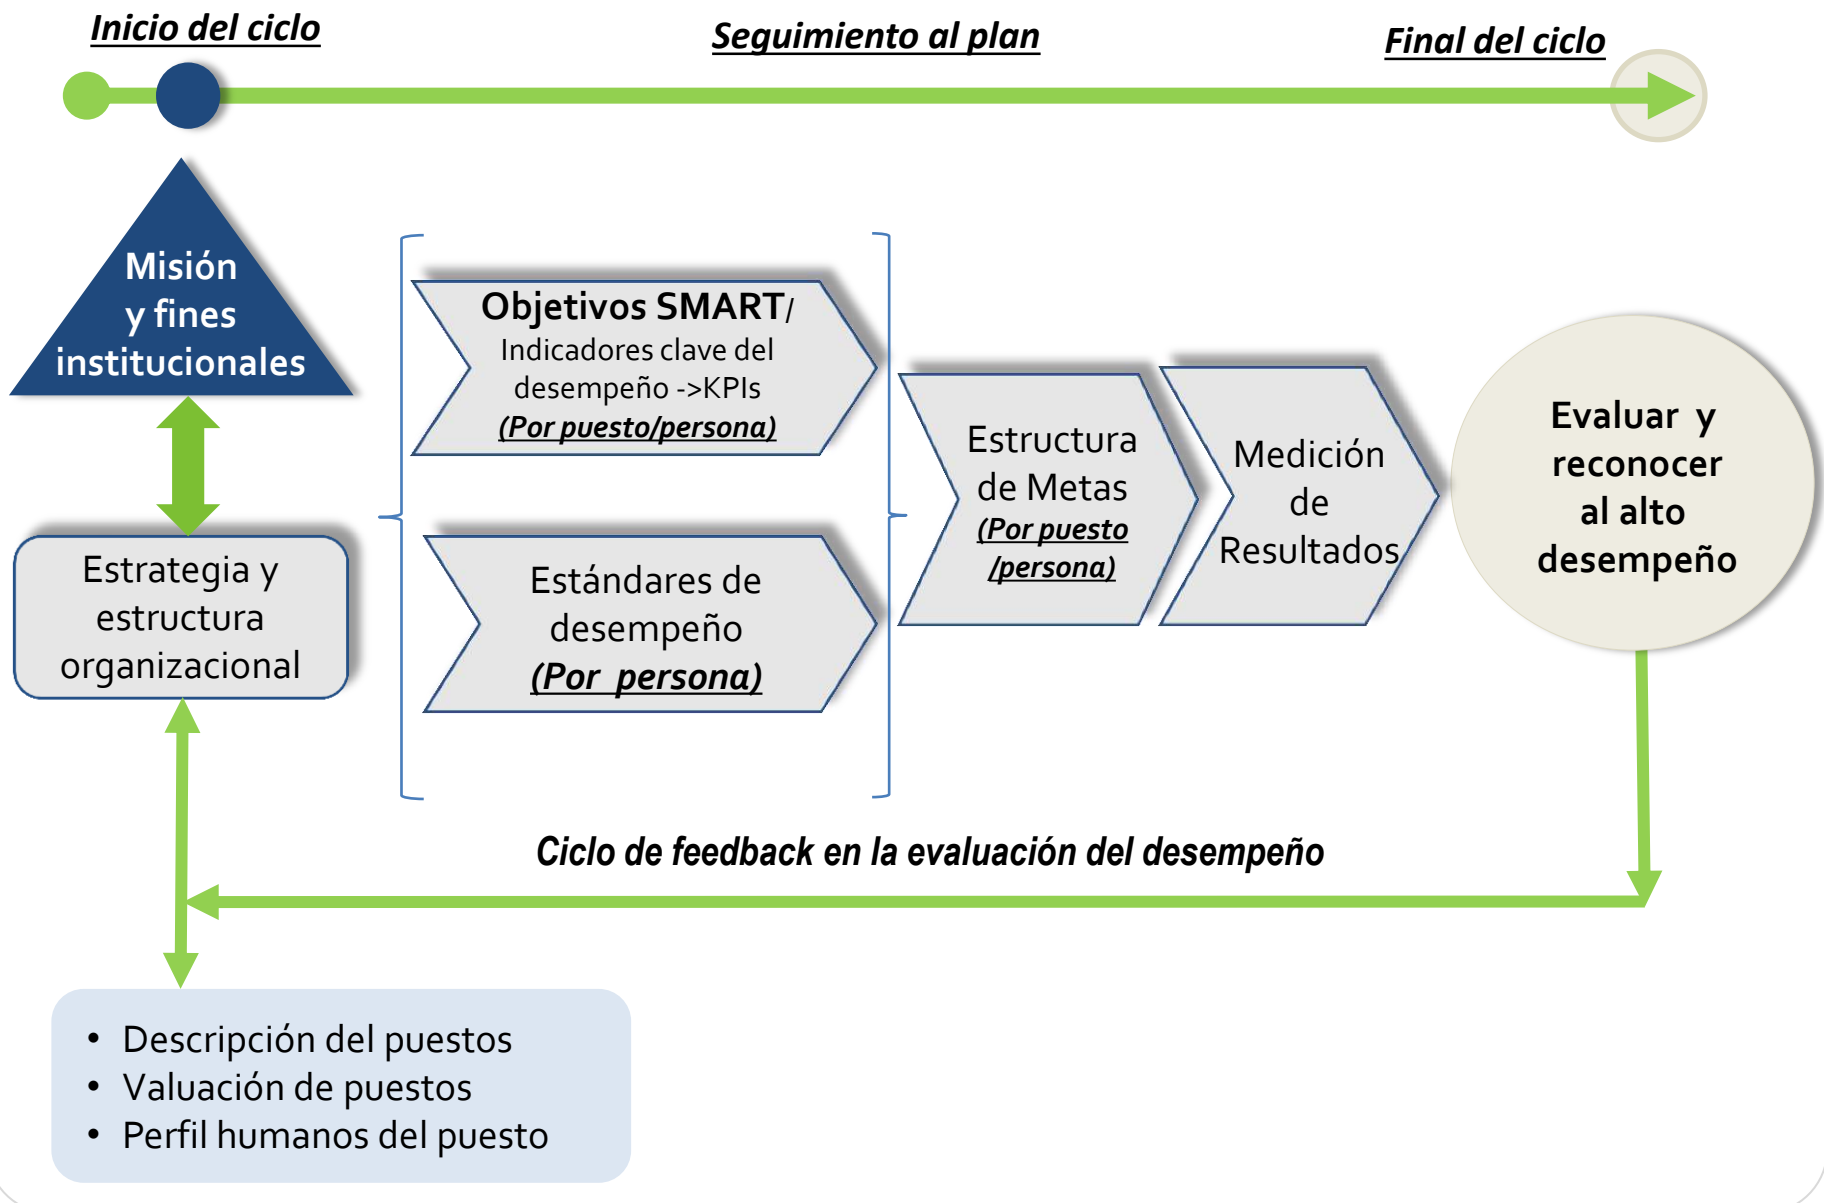 Inicio del ciclo
Seguimiento al plan
Final del ciclo
Misión
y fines
institucionales
Estrategia y
estructura
organizacional
Objetivos SMART/
Indicadores clave del
desempeño ->KPIs
(Por puesto/persona)
Estándares de
desempeño
(Por persona)
Estructura
de Metas
(Por puesto
/persona)
Medición
de
Resultados
Evaluar y
reconocer
al alto
desempeño
Ciclo de feedback en la evaluación del desempeño
• Descripción del puestos
• Valuación de puestos
• Perfil humanos del puesto